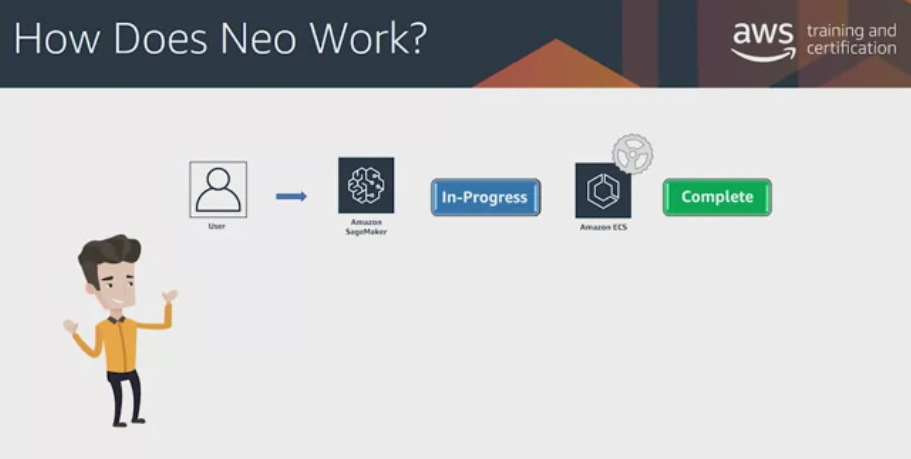 How Does Neo Work?
aws
training and
certification
User
Amazon
SageMaker
In-Progress
Amazon ECS
Complete